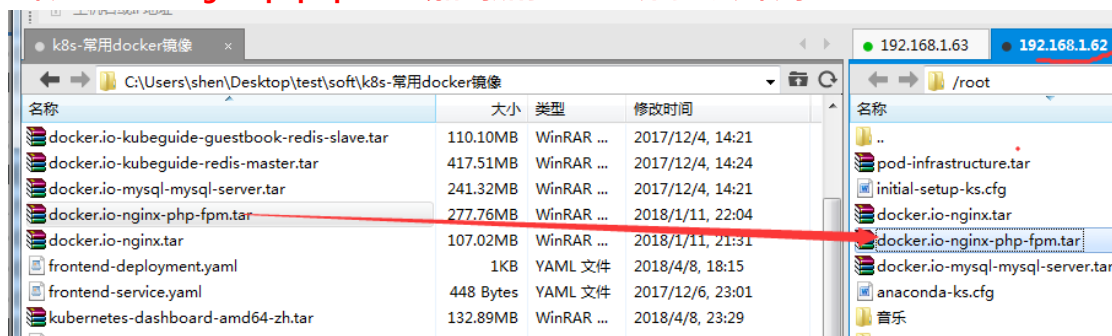 k8s-常用docker镜像 ×
C:\Users\shen\Desktop\test\soft\k8s-常用docker镜像
名称 大小 类型 修改时间
docker.io-kubeguide-guestbook-redis-slave.tar 110.10MB WinRAR ... 2017/12/4, 14:21
docker.io-kubeguide-redis-master.tar 417.51MB WinRAR ... 2017/12/4, 14:24
docker.io-mysql-mysql-server.tar 241.32MB WinRAR ... 2017/12/4, 14:21
docker.io-nginx-php-fpm.tar 277.76MB WinRAR ... 2018/1/11, 22:04
docker.io-nginx.tar 107.02MB WinRAR ... 2018/1/11, 21:31
frontend-deployment.yaml 1KB YAML 文件 2018/4/8, 18:15
frontend-service.yaml 448 Bytes YAML 文件 2017/12/6, 23:01
kubernetes-dashboard-amd64-zh.tar 132.89MB WinRAR ... 2018/4/8, 23:29
192.168.1.63 192.168.1.62
/root
名称
..
pod-infrastructure.tar
initial-setup-ks.cfg
docker.io-nginx.tar
docker.io-nginx-php-fpm.tar
docker.io-mysql-mysql-server.tar
anaconda-ks.cfg
音乐